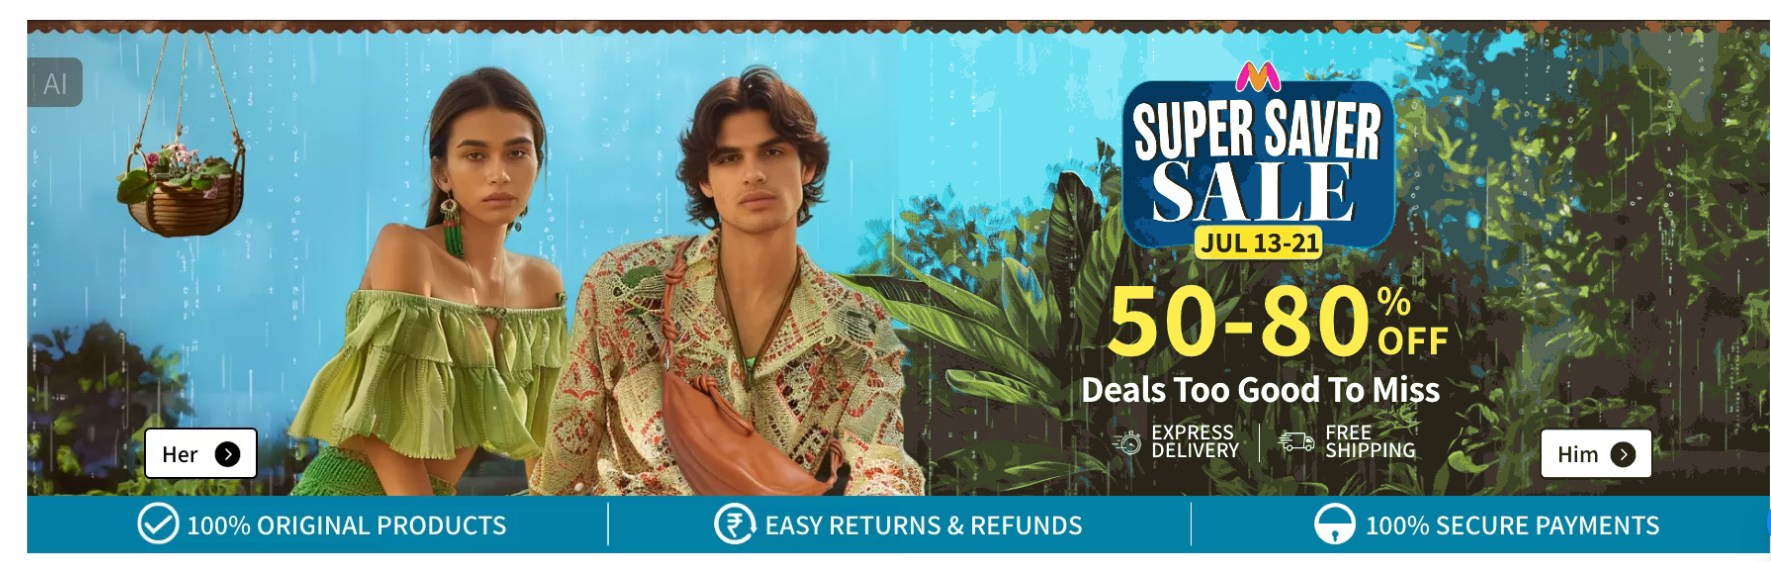 AI
SUPER SAVER
SALE
JUL 13-21
50-80%
OFF
Deals Too Good To Miss
EXPRESS
DELIVERY
FREE
SHIPPING
Her
Him
100% ORIGINAL PRODUCTS
EASY RETURNS & REFUNDS
100% SECURE PAYMENTS